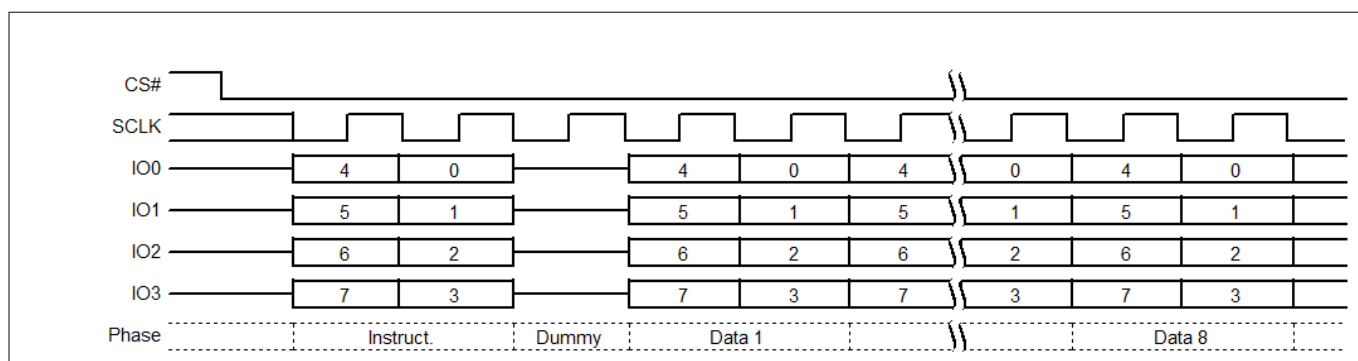 CS#
SCLK
IO0 4 0 4 0 4 0 4 0
IO1 5 1 5 1 5 1 5 1
IO2 6 2 6 2 6 2 6 2
IO3 7 3 7 3 7 3 7 3
Phase Instruct. Dummy Data 1 Data 8